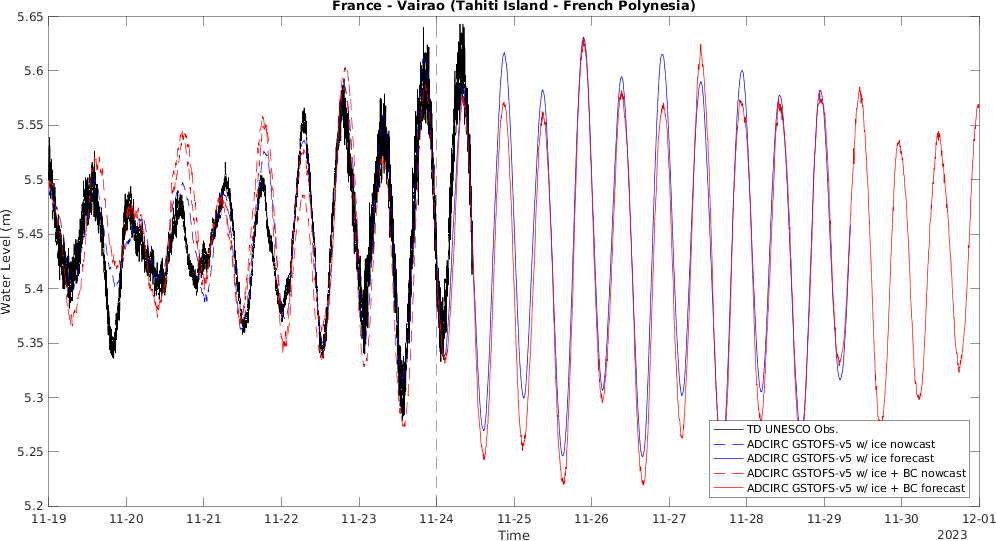 France - Vairao (Tahiti Island - French Polynesia)
5.65
5.6
5.55
5.5
5.45
5.4
5.35
5.3
5.25
5.2
Water Level (m)
TD UNESCO Obs.
ADCIRC GSTOFS-v5 w/ ice nowcast
ADCIRC GSTOFS-v5 w/ ice forecast
ADCIRC GSTOFS-v5 w/ ice + BC nowcast
ADCIRC GSTOFS-v5 w/ ice + BC forecast
11-19 11-20 11-21 11-22 11-23 11-24 11-25 11-26 11-27 11-28 11-29 11-30 12-01
Time
2023